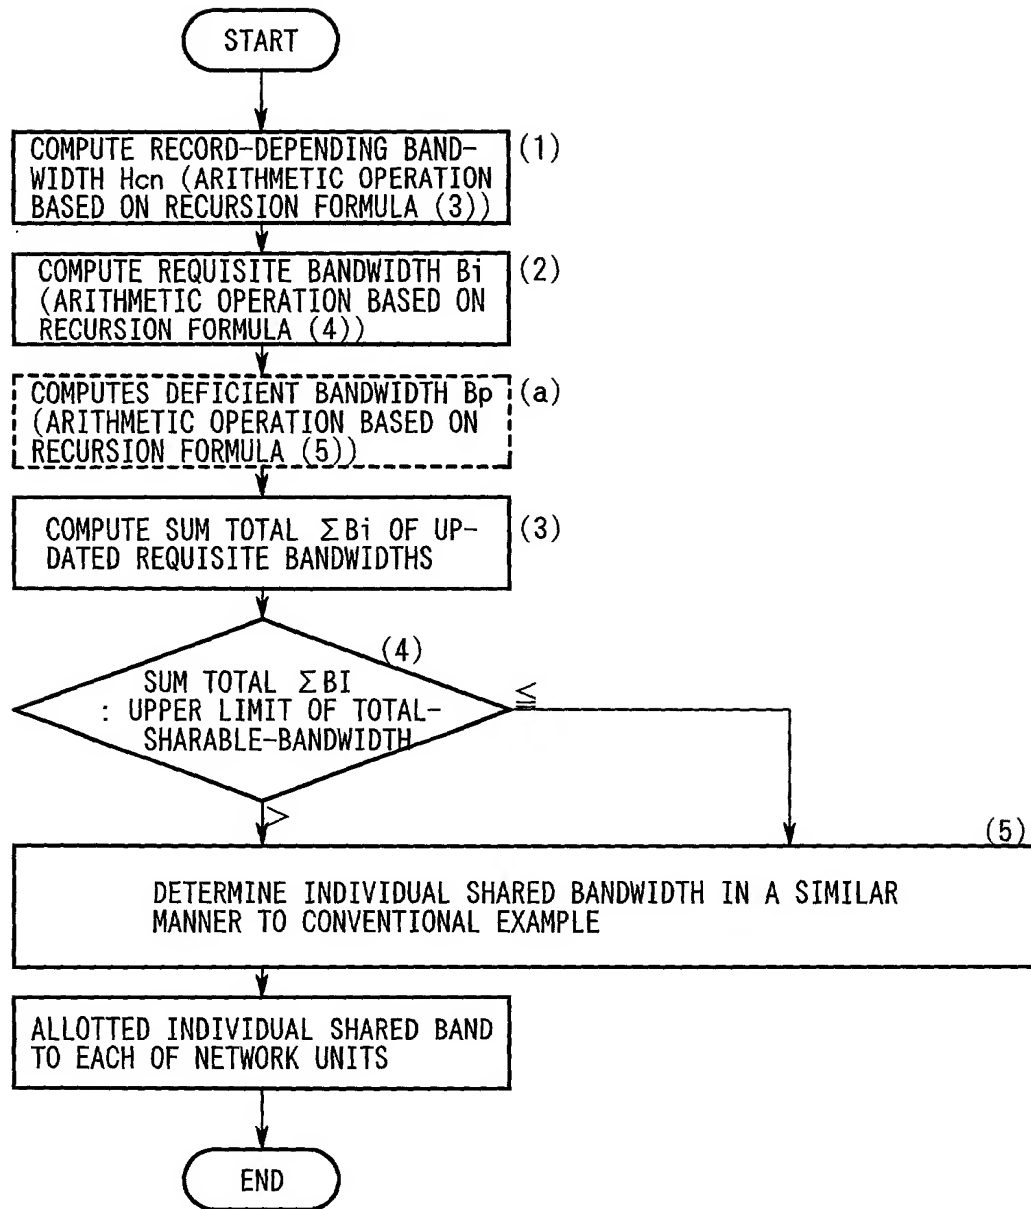 START
COMPUTE RECORD-DEPENDING BAND-
WIDTH Hcn (ARITHMETIC OPERATION
BASED ON RECURSION FORMULA (3))
(1)
COMPUTE REQUISITE BANDWIDTH Bi
(ARITHMETIC OPERATION BASED ON
RECURSION FORMULA (4))
(2)
COMPUTES DEFICIENT BANDWIDTH Bp
(ARITHMETIC OPERATION BASED ON
RECURSION FORMULA (5))
(a)
COMPUTE SUM TOTAL ΣBi OF UP-
DATED REQUISITE BANDWIDTHS
(3)
(4)
SUM TOTAL ΣBI
: UPPER LIMIT OF TOTAL-
SHARABLE-BANDWIDTH
≦
>
(5)
DETERMINE INDIVIDUAL SHARED BANDWIDTH IN A SIMILAR
MANNER TO CONVENTIONAL EXAMPLE
ALLOTTED INDIVIDUAL SHARED BAND
TO EACH OF NETWORK UNITS
END